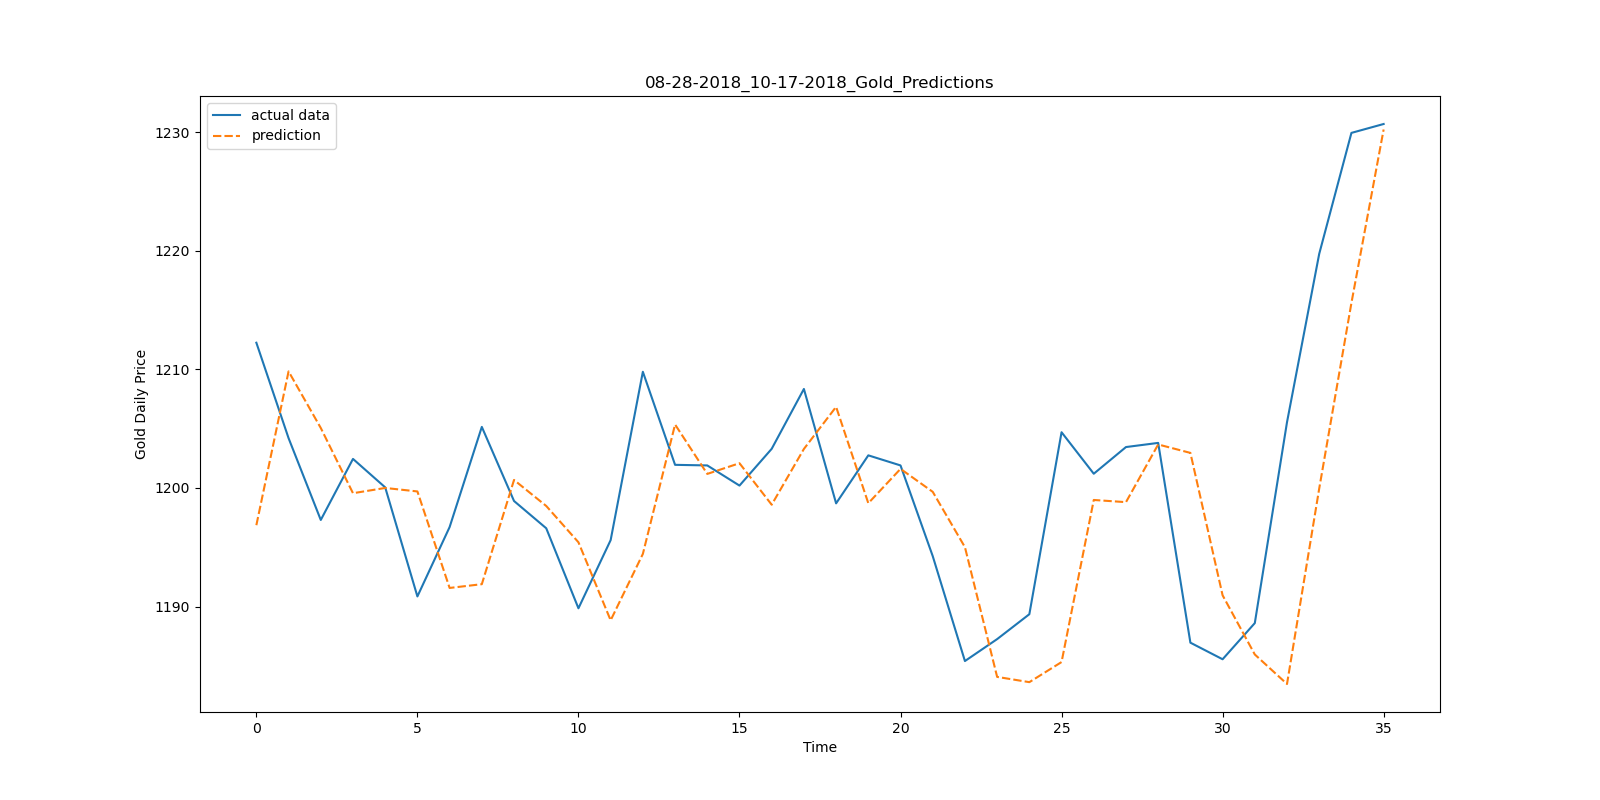 08-28-2018_10-17-2018_Gold_Predictions
actual data
prediction
1230
1220
1210
1200
1190
Gold Daily Price
0 5 10 15 20 25 30 35
Time